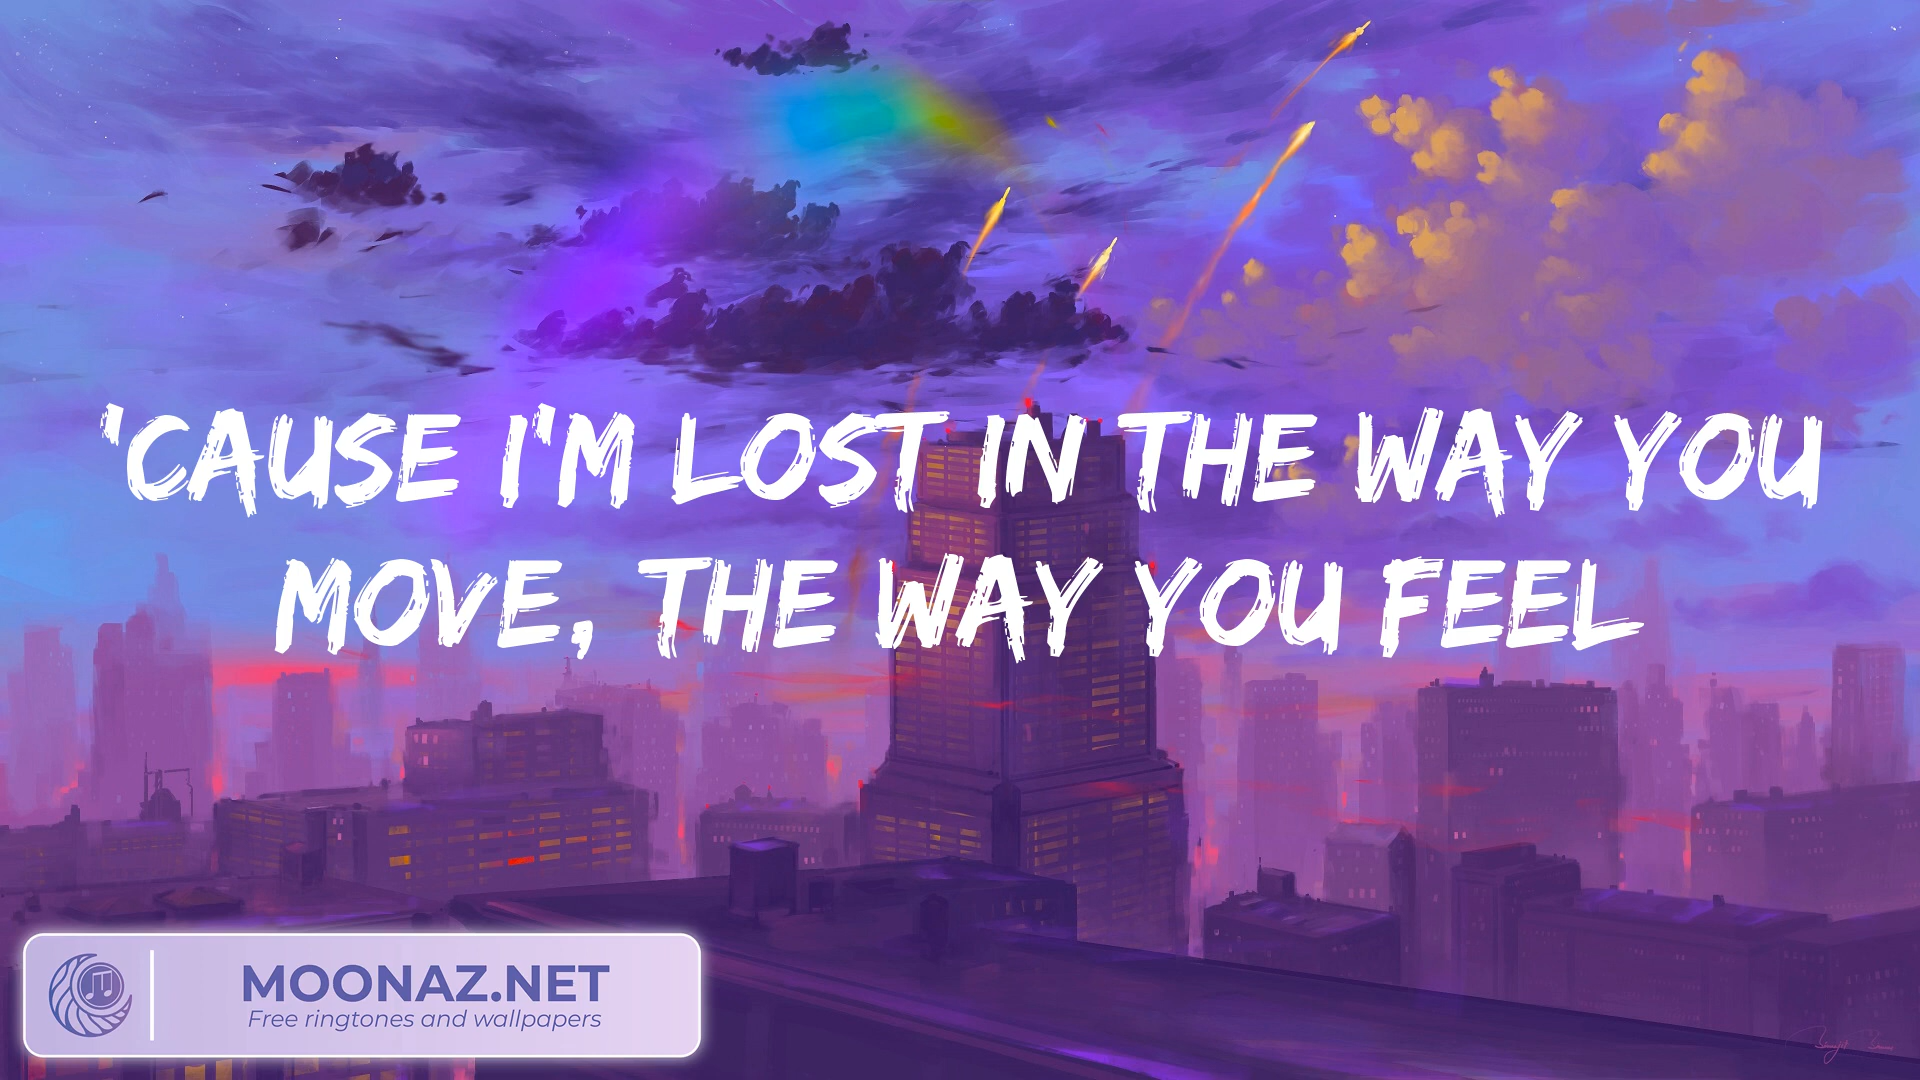 'CAUSE I'M LOST IN THE WAY YOU
MOVE, THE WAY YOU FEEL
MOONAZ.NET
Free ringtones and wallpapers